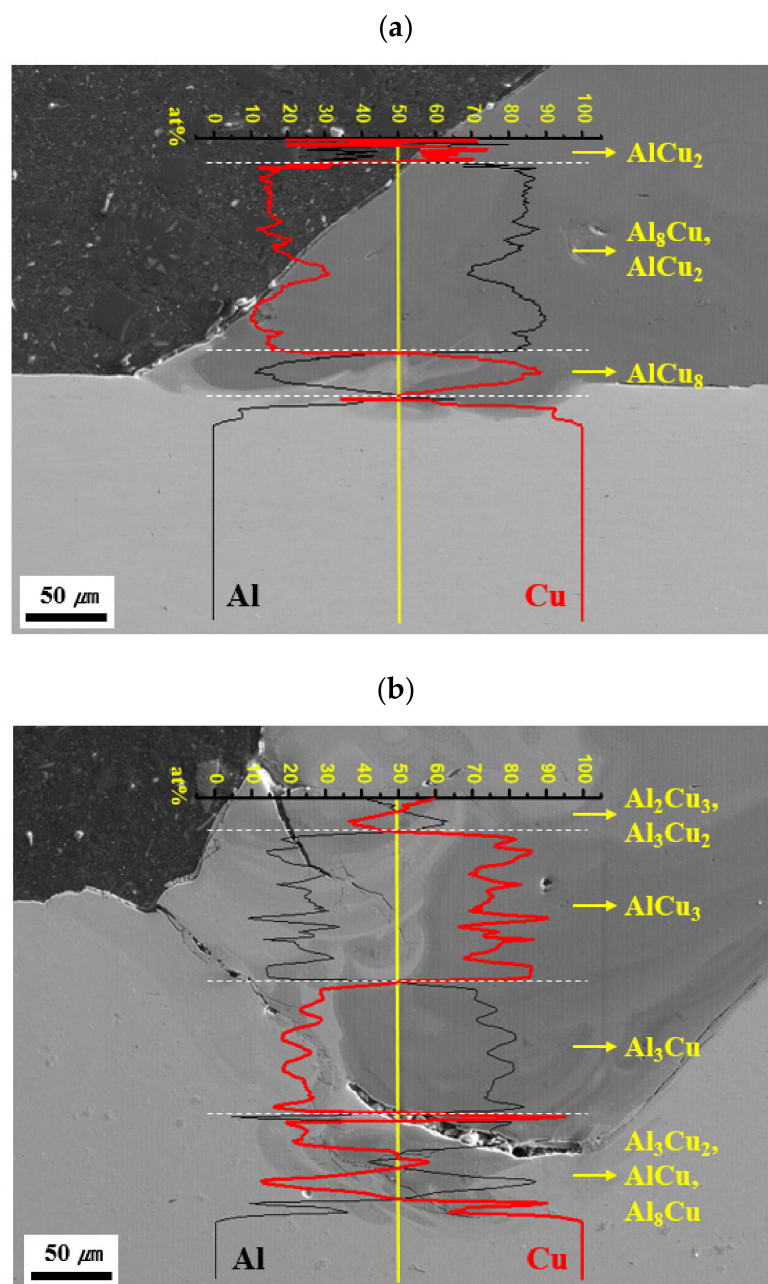 (a)
at% 0 10 20 30 40 50 60 70 80 90 100
AlCu₂
Al₈Cu,
AlCu₂
AlCu₈
Al Cu
50 ㎛
(b)
at% 0 10 20 30 40 50 60 70 80 90 100
Al₂Cu₃,
Al₃Cu₂
AlCu₃
Al₃Cu
Al₃Cu₂,
AlCu,
Al₈Cu
Al Cu
50 ㎛